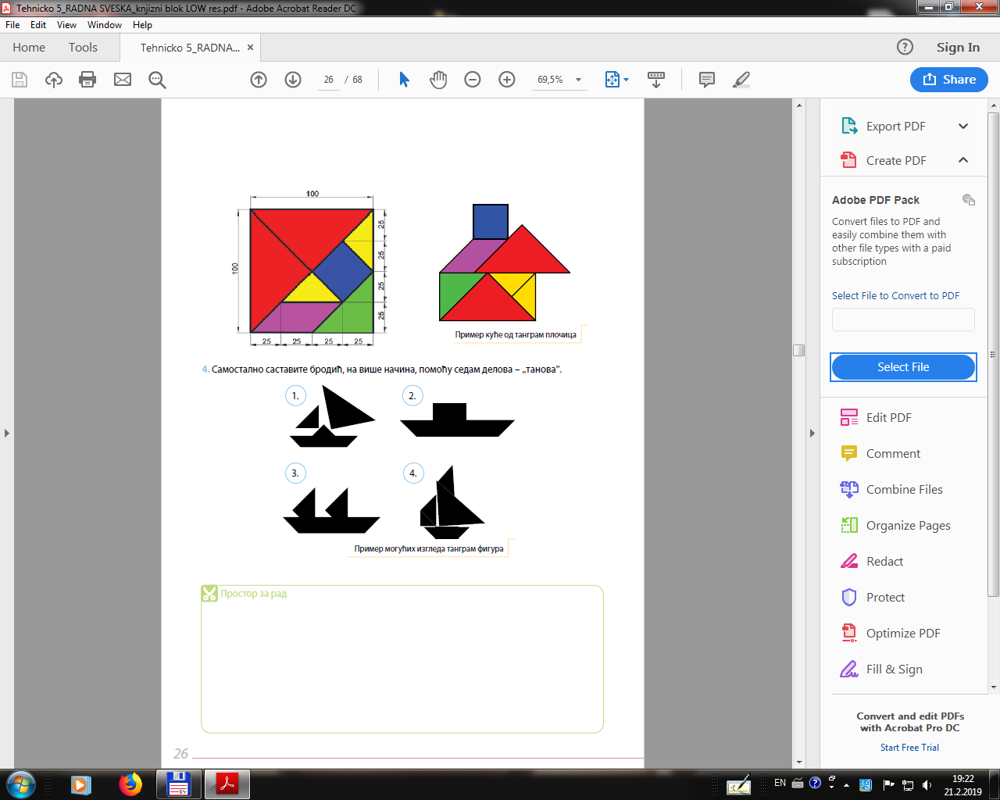 Tehnicko 5_RADNA SVESKA_knjizni blok LOW res.pdf - Adobe Acrobat Reader DC
File Edit View Window Help
Home Tools Tehnicko 5_RADNA... × ? Sign In
26 / 68 69,5% Share
100
100
25
25
25
25
25 25 25 25
Пример куће од танграм плочица
4. Самостално саставите бродић, на више начина, помоћу седам делова – „танова”.
1.
2.
3.
4.
Пример могућих изгледа танграм фигура
Простор за рад
26
Export PDF
Create PDF
Adobe PDF Pack
Convert files to PDF and
easily combine them with
other file types with a paid
subscription
Select File to Convert to PDF
Select File
Edit PDF
Comment
Combine Files
Organize Pages
Redact
Protect
Optimize PDF
Fill & Sign
Convert and edit PDFs
with Acrobat Pro DC
Start Free Trial
64
EN
19:22
21.2.2019